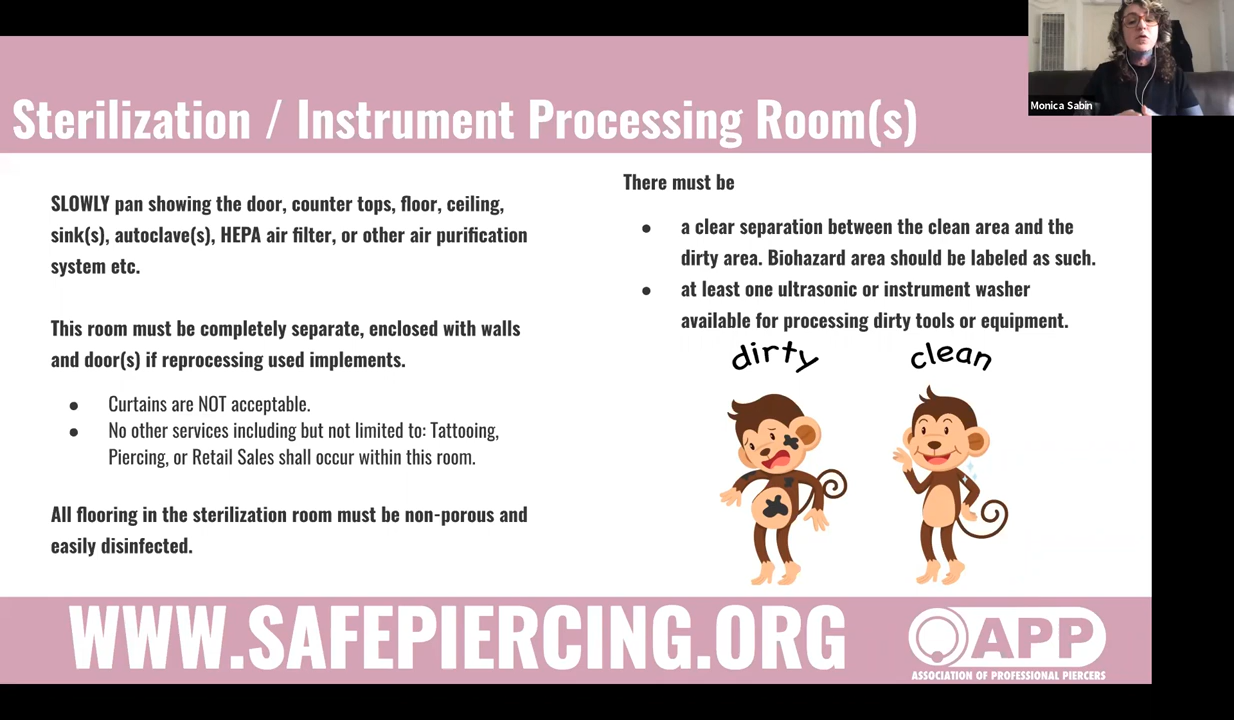 Monica Sabin
Sterilization / Instrument Processing Room(s)
SLOWLY pan showing the door, counter tops, floor, ceiling,
sink(s), autoclave(s), HEPA air filter, or other air purification
system etc.
This room must be completely separate, enclosed with walls
and door(s) if reprocessing used implements.
● Curtains are NOT acceptable.
● No other services including but not limited to: Tattooing,
Piercing, or Retail Sales shall occur within this room.
All flooring in the sterilization room must be non-porous and
easily disinfected.
There must be
● a clear separation between the clean area and the
dirty area. Biohazard area should be labeled as such.
● at least one ultrasonic or instrument washer
available for processing dirty tools or equipment.
dirty
clean
WWW.SAFEPIERCING.ORG
APP
ASSOCIATION OF PROFESSIONAL PIERCERS